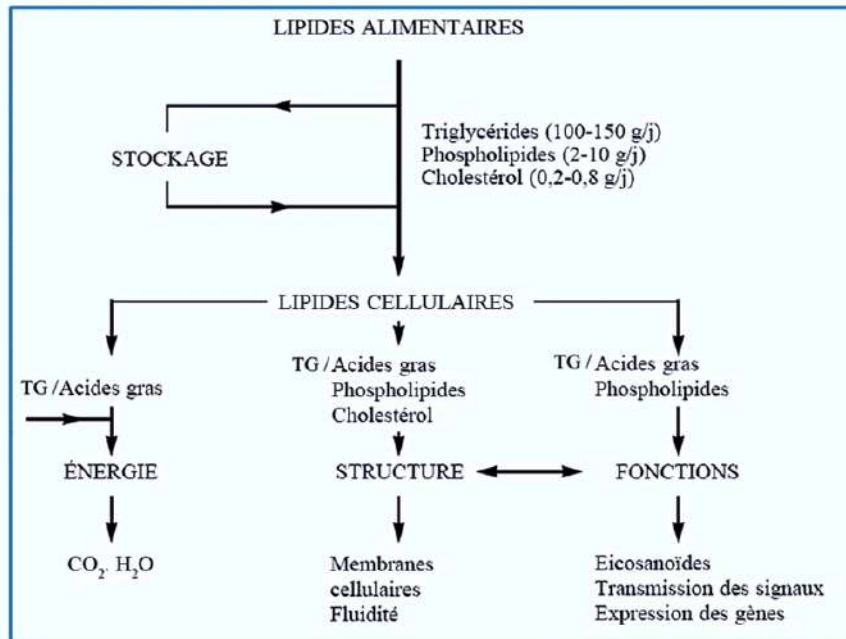 LIPIDES ALIMENTAIRES
STOCKAGE
Triglycérides (100-150 g/j)
Phospholipides (2-10 g/j)
Cholestérol (0,2-0,8 g/j)
LIPIDES CELLULAIRES
TG /Acides gras
TG /Acides gras
Phospholipides
Cholestérol
TG /Acides gras
Phospholipides
ÉNERGIE
STRUCTURE
FONCTIONS
CO₂. H₂O
Membranes
cellulaires
Fluidité
Eicosanoïdes
Transmission des signaux
Expression des gènes